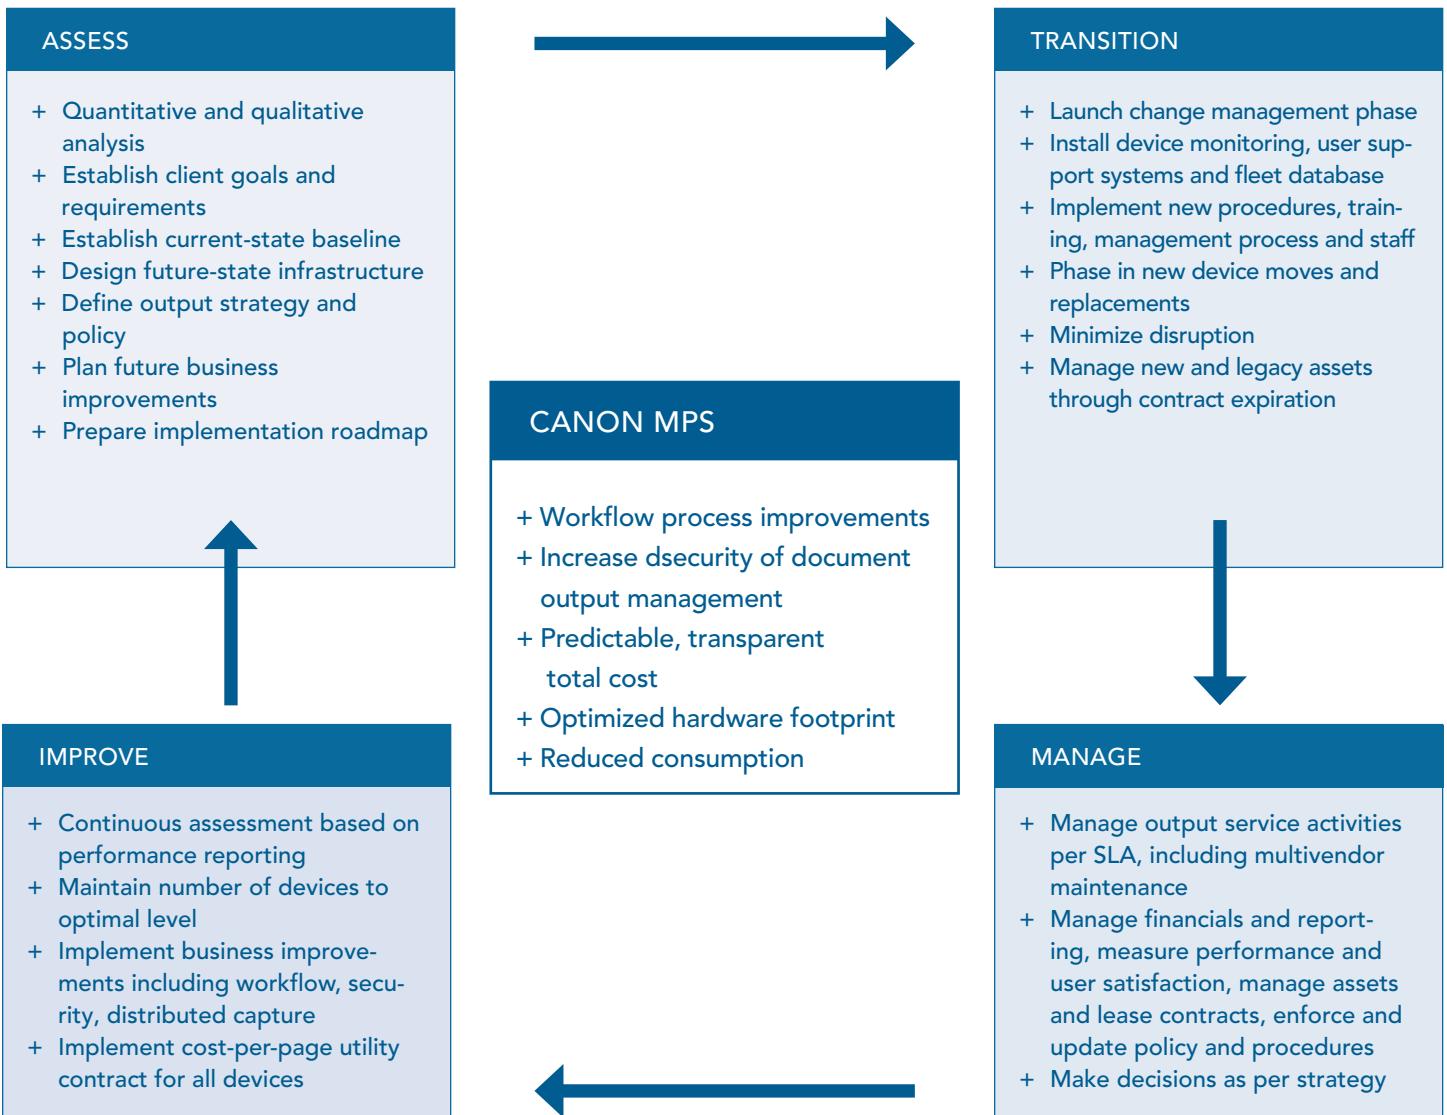 ASSESS
+ Quantitative and qualitative
analysis
+ Establish client goals and
requirements
+ Establish current-state baseline
+ Design future-state infrastructure
+ Define output strategy and
policy
+ Plan future business
improvements
+ Prepare implementation roadmap
TRANSITION
+ Launch change management phase
+ Install device monitoring, user sup-
port systems and fleet database
+ Implement new procedures, train-
ing, management process and staff
+ Phase in new device moves and
replacements
+ Minimize disruption
+ Manage new and legacy assets
through contract expiration
CANON MPS
+ Workflow process improvements
+ Increase dsecurity of document
output management
+ Predictable, transparent
total cost
+ Optimized hardware footprint
+ Reduced consumption
IMPROVE
+ Continuous assessment based on
performance reporting
+ Maintain number of devices to
optimal level
+ Implement business improve-
ments including workflow, secu-
rity, distributed capture
+ Implement cost-per-page utility
contract for all devices
MANAGE
+ Manage output service activities
per SLA, including multivendor
maintenance
+ Manage financials and report-
ing, measure performance and
user satisfaction, manage assets
and lease contracts, enforce and
update policy and procedures
+ Make decisions as per strategy